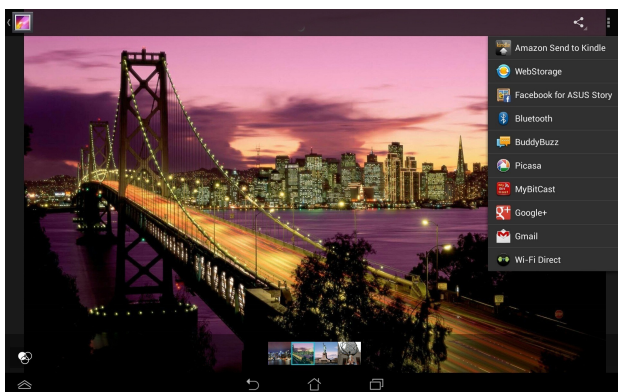 Amazon Send to Kindle
WebStorage
Facebook for ASUS Story
Bluetooth
BuddyBuzz
Picasa
MyBitCast
Google+
Gmail
Wi-Fi Direct